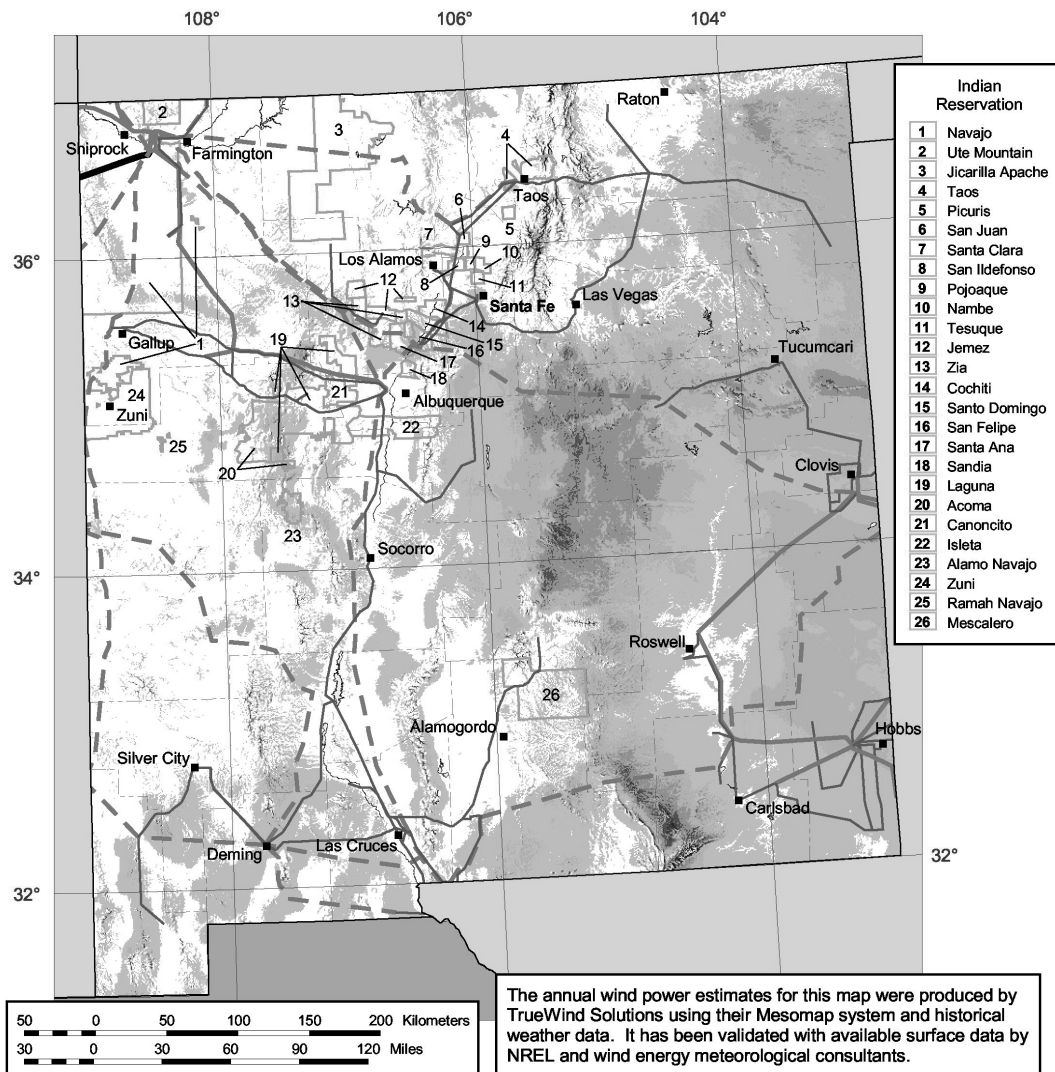 108°
106°
104°
Raton
2
3
4
Shiprock
Farmington
Taos
6
5
7
9
36°
Los Alamos
10
12
8
11
13
Santa Fe
Las Vegas
14
Gallup
1
19
15
16
Tucumcari
17
24
21
18
Zuni
Albuquerque
22
25
20
Clovis
23
Socorro
34°
Roswell
26
Alamogordo
Hobbs
Silver City
Carlsbad
Deming
Las Cruces
32°
32°
Indian
Reservation
1 Navajo
2 Ute Mountain
3 Jicarilla Apache
4 Taos
5 Picuris
6 San Juan
7 Santa Clara
8 San Ildefonso
9 Pojoaque
10 Nambe
11 Tesuque
12 Jemez
13 Zia
14 Cochiti
15 Santo Domingo
16 San Felipe
17 Santa Ana
18 Sandia
19 Laguna
20 Acoma
21 Canoncito
22 Isleta
23 Alamo Navajo
24 Zuni
25 Ramah Navajo
26 Mescalero
50 0 50 100 150 200 Kilometers
30 0 30 60 90 120 Miles
The annual wind power estimates for this map were produced by
TrueWind Solutions using their Mesomap system and historical
weather data. It has been validated with available surface data by
NREL and wind energy meteorological consultants.